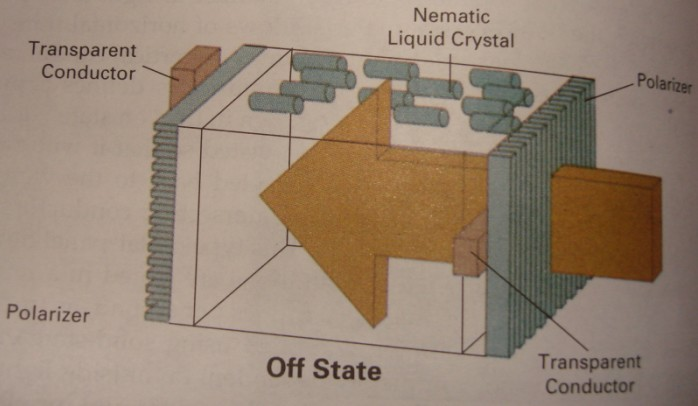 Nematic
Liquid Crystal
Transparent
Conductor
Polarizer
Polarizer
Off State
Transparent
Conductor